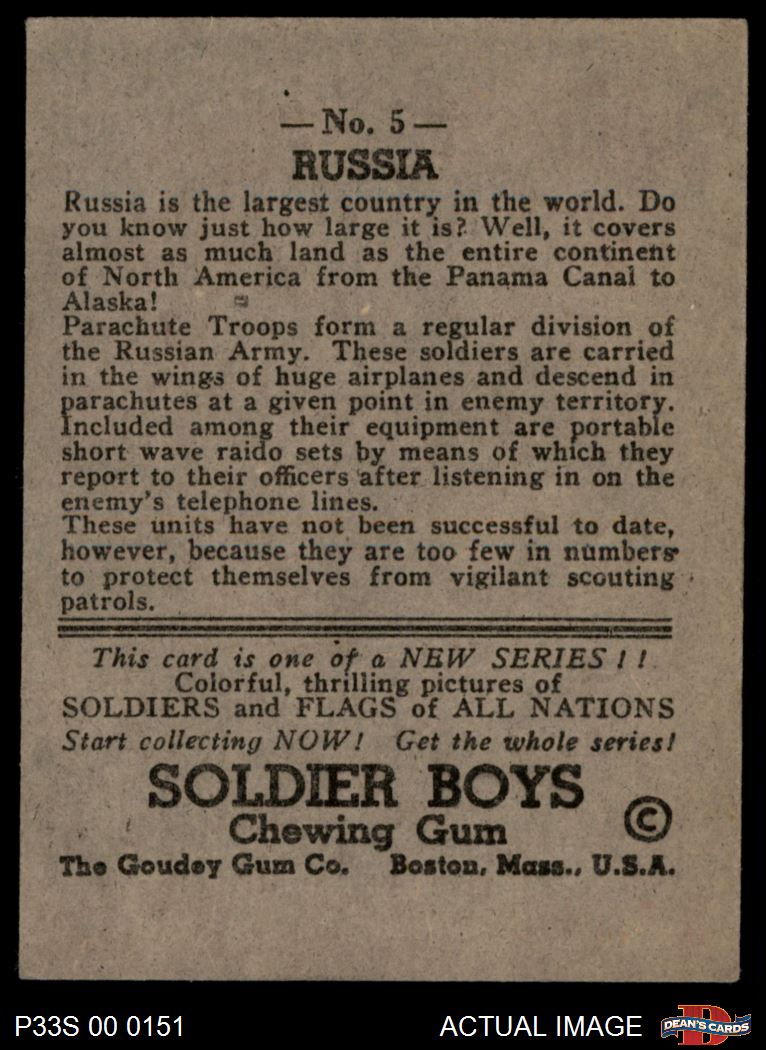 — No. 5 —
RUSSIA
Russia is the largest country in the world. Do
you know just how large it is? Well, it covers
almost as much land as the entire continent
of North America from the Panama Canal to
Alaska!
Parachute Troops form a regular division of
the Russian Army. These soldiers are carried
in the wings of huge airplanes and descend in
parachutes at a given point in enemy territory.
Included among their equipment are portable
short wave raido sets by means of which they
report to their officers after listening in on the
enemy's telephone lines.
These units have not been successful to date,
however, because they are too few in numbers
to protect themselves from vigilant scouting
patrols.
This card is one of a NEW SERIES ! !
Colorful, thrilling pictures of
SOLDIERS and FLAGS of ALL NATIONS
Start collecting NOW! Get the whole series!
SOLDIER BOYS
Chewing Gum ©
The Goudey Gum Co. Boston, Mass., U.S.A.
P33S 00 0151 ACTUAL IMAGE D DEAN'S CARDS